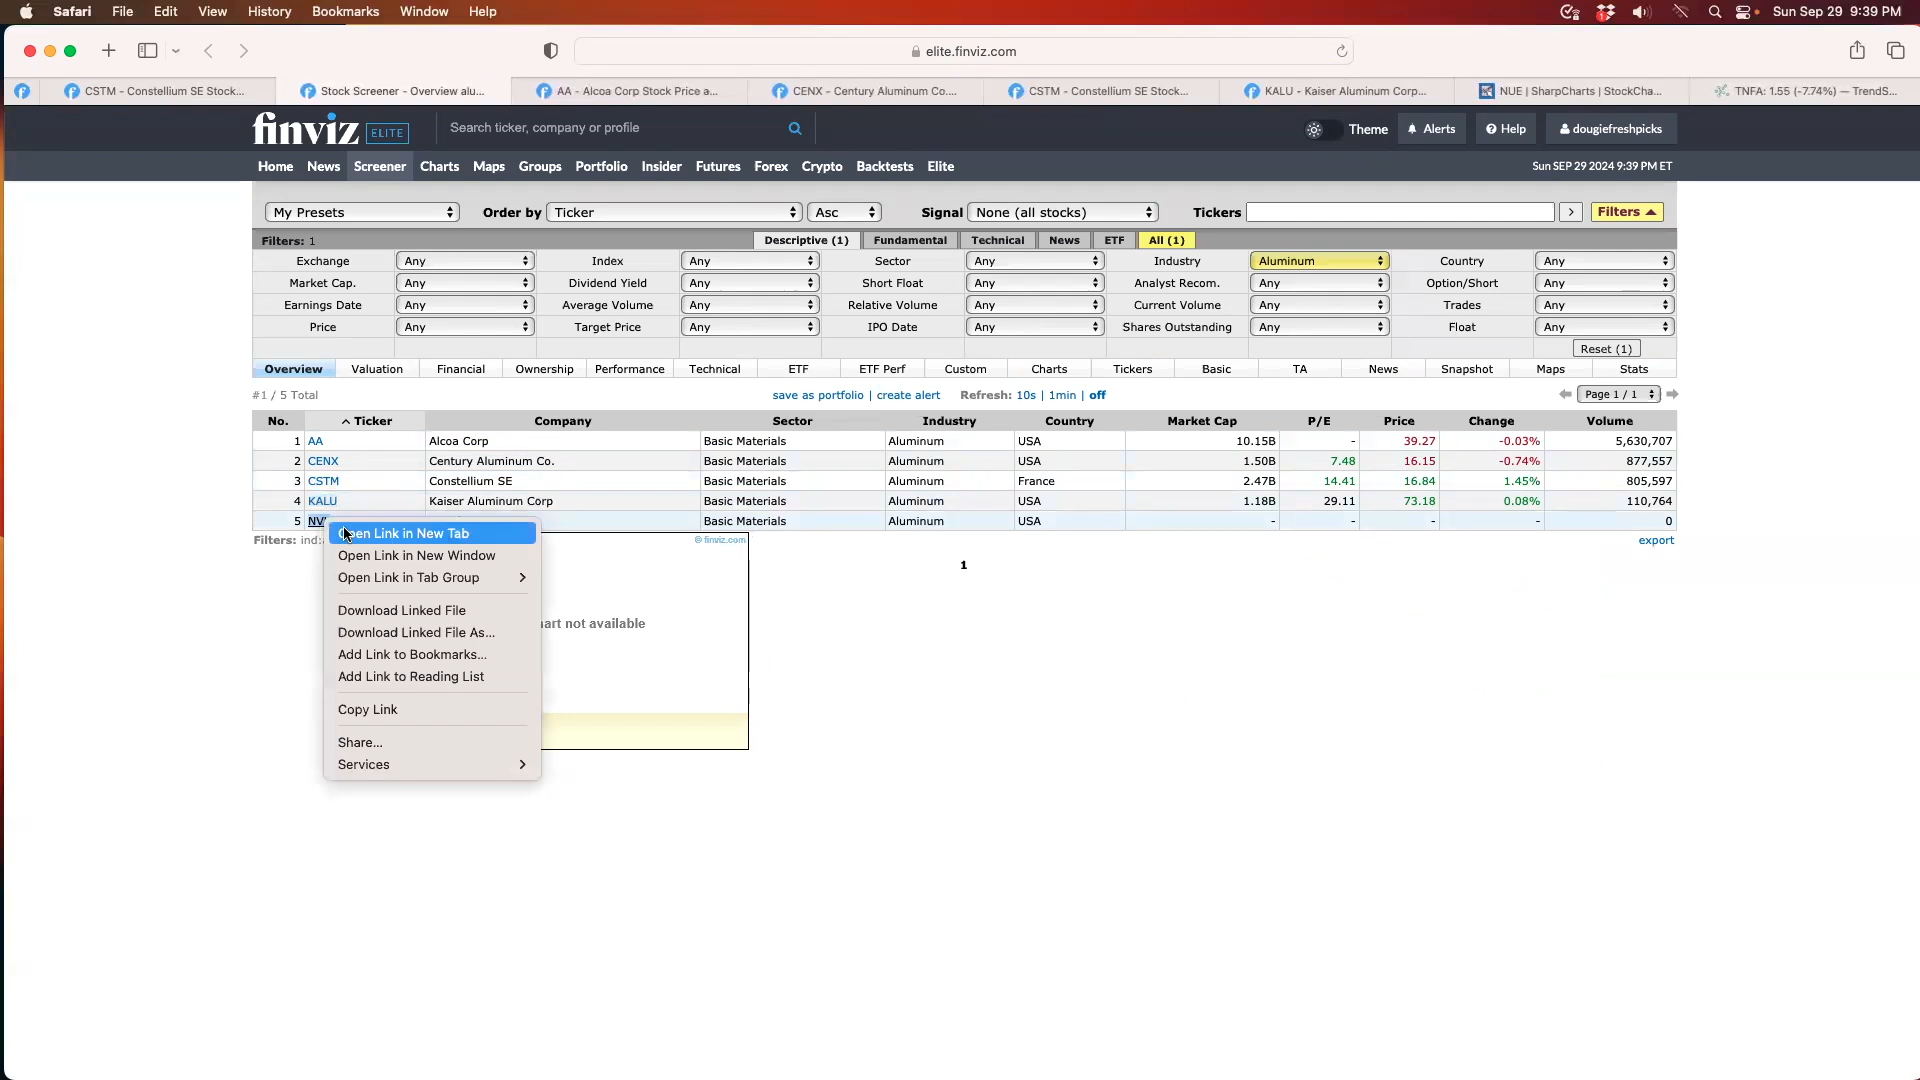 Safari File Edit View History Bookmarks Window Help Sun Sep 29 9:39 PM
elite.finviz.com
CSTM - Constellium SE Stock... Stock Screener - Overview alu... AA - Alcoa Corp Stock Price a... CENX - Century Aluminum Co.... CSTM - Constellium SE Stock... KALU - Kaiser Aluminum Corp... NUE | SharpCharts | StockCha... TNFA: 1.55 (-7.74%) — TrendS...
finviz ELITE Search ticker, company or profile Theme Alerts Help dougiefreshpicks
Home News Screener Charts Maps Groups Portfolio Insider Futures Forex Crypto Backtests Elite Sun SEP 29 2024 9:39 PM ET
My Presets Order by Ticker Asc Signal None (all stocks) Tickers > Filters
Filters: 1 Descriptive (1) Fundamental Technical News ETF All (1)
Exchange Any Index Any Sector Any Industry Aluminum Country Any
Market Cap. Any Dividend Yield Any Short Float Any Analyst Recom. Any Option/Short Any
Earnings Date Any Average Volume Any Relative Volume Any Current Volume Any Trades Any
Price Any Target Price Any IPO Date Any Shares Outstanding Any Float Any
Reset (1)
Overview Valuation Financial Ownership Performance Technical ETF ETF Perf Custom Charts Tickers Basic TA News Snapshot Maps Stats
#1 / 5 Total save as portfolio | create alert Refresh: 10s | 1min | off Page 1 / 1
No. Ticker Company Sector Industry Country Market Cap P/E Price Change Volume
1 AA Alcoa Corp Basic Materials Aluminum USA 10.15B - 39.27 -0.03% 5,630,707
2 CENX Century Aluminum Co. Basic Materials Aluminum USA 1.50B 7.48 16.15 -0.74% 877,557
3 CSTM Constellium SE Basic Materials Aluminum France 2.47B 14.41 16.84 1.45% 805,597
4 KALU Kaiser Aluminum Corp Basic Materials Aluminum USA 1.18B 29.11 73.18 0.08% 110,764
5 Basic Materials Aluminum USA - - - - 0
Filters: © finviz.com export
1
Open Link in New Tab
Open Link in New Window
Open Link in Tab Group
Download Linked File
Download Linked File As...
Add Link to Bookmarks...
Add Link to Reading List
Copy Link
Share...
Services
not available